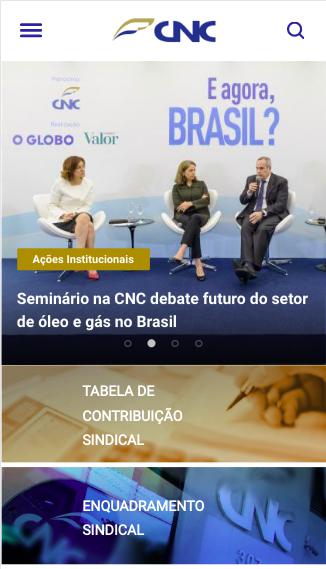 CNC
Patrocínio
CNC
Realização
O GLOBO Valor
E agora,
BRASIL?
Ações Institucionais
Seminário na CNC debate futuro do setor
de óleo e gás no Brasil
TABELA DE
CONTRIBUIÇÃO
SINDICAL
ENQUADRAMENTO
SINDICAL
CNC